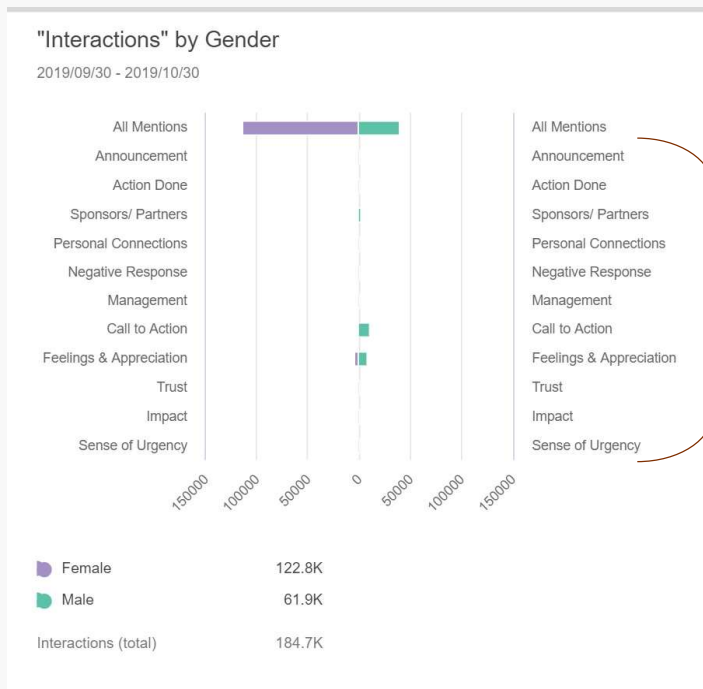 "Interactions" by Gender
2019/09/30 - 2019/10/30
All Mentions All Mentions
Announcement Announcement
Action Done Action Done
Sponsors/ Partners Sponsors/ Partners
Personal Connections Personal Connections
Negative Response Negative Response
Management Management
Call to Action Call to Action
Feelings & Appreciation Feelings & Appreciation
Trust Trust
Impact Impact
Sense of Urgency Sense of Urgency
150000 100000 50000 0 50000 100000 150000
Female 122.8K
Male 61.9K
Interactions (total) 184.7K